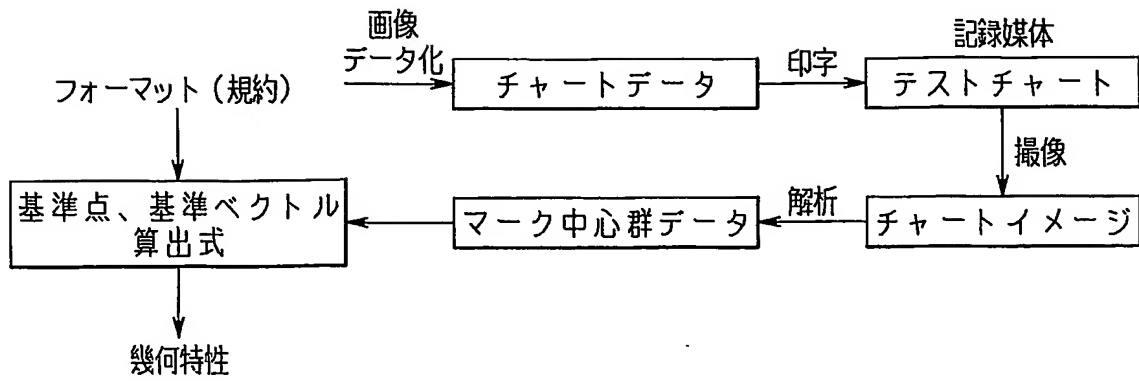 画像
データ化
フォーマット（規約）
チャートデータ
印字
記録媒体
テストチャート
撮像
基準点、基準ベクトル
算出式
マーク中心群データ
解析
チャートイメージ
幾何特性